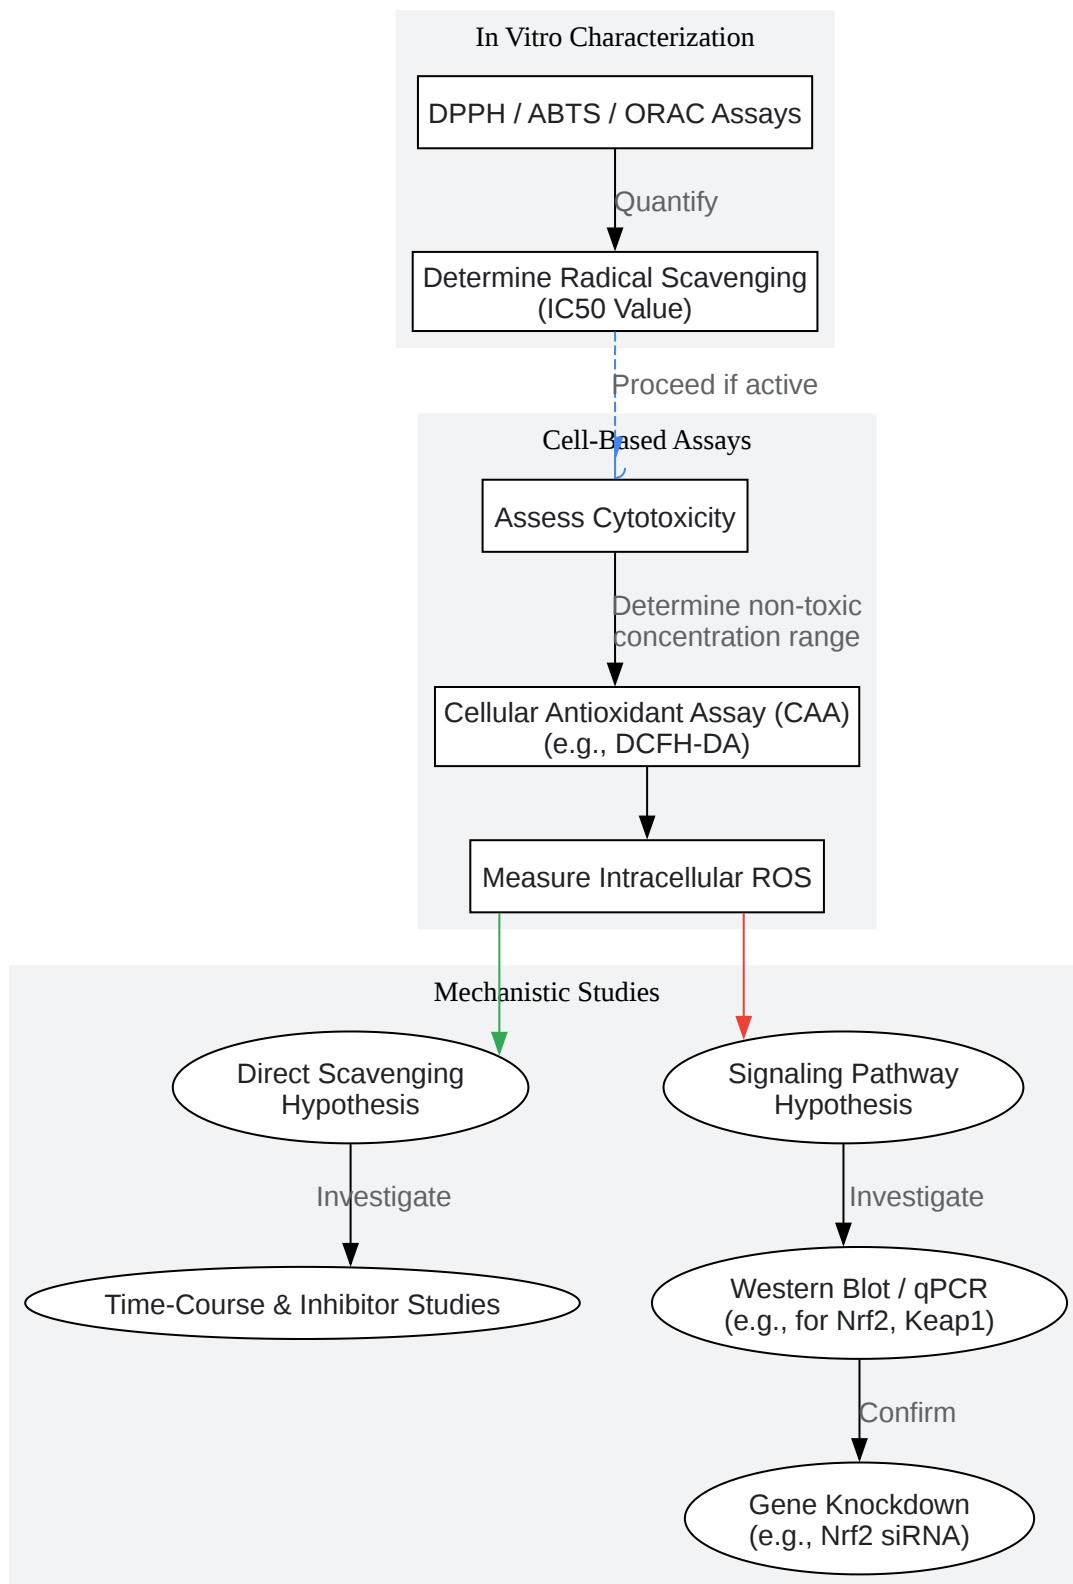 In Vitro Characterization
DPPH / ABTS / ORAC Assays
Quantify
Determine Radical Scavenging
(IC50 Value)
Proceed if active
Cell-Based Assays
Assess Cytotoxicity
Determine non-toxic
concentration range
Cellular Antioxidant Assay (CAA)
(e.g., DCFH-DA)
Measure Intracellular ROS
Mechanistic Studies
Direct Scavenging
Hypothesis
Signaling Pathway
Hypothesis
Investigate
Investigate
Time-Course & Inhibitor Studies
Western Blot / qPCR
(e.g., for Nrf2, Keap1)
Confirm
Gene Knockdown
(e.g., Nrf2 siRNA)